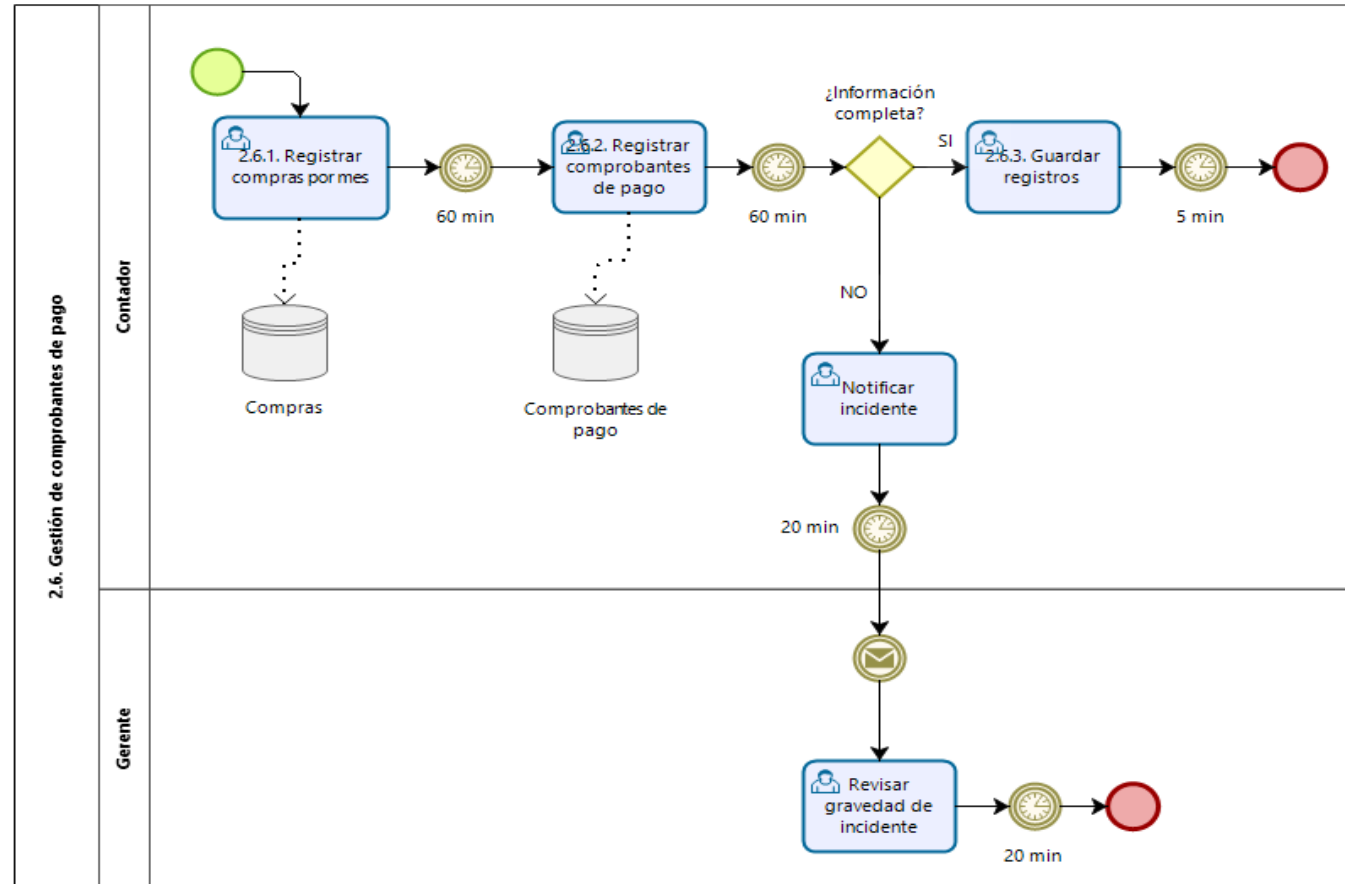 2.6. Gestión de comprobantes de pago
Contador
2.6.1. Registrar
compras por mes
60 min
2.6.2. Registrar
comprobantes
de pago
60 min
¿Información
completa?
SI
2.6.3. Guardar
registros
5 min
NO
Compras
Comprobantes de
pago
Notificar
incidente
20 min
Gerente
Revisar
gravedad de
incidente
20 min